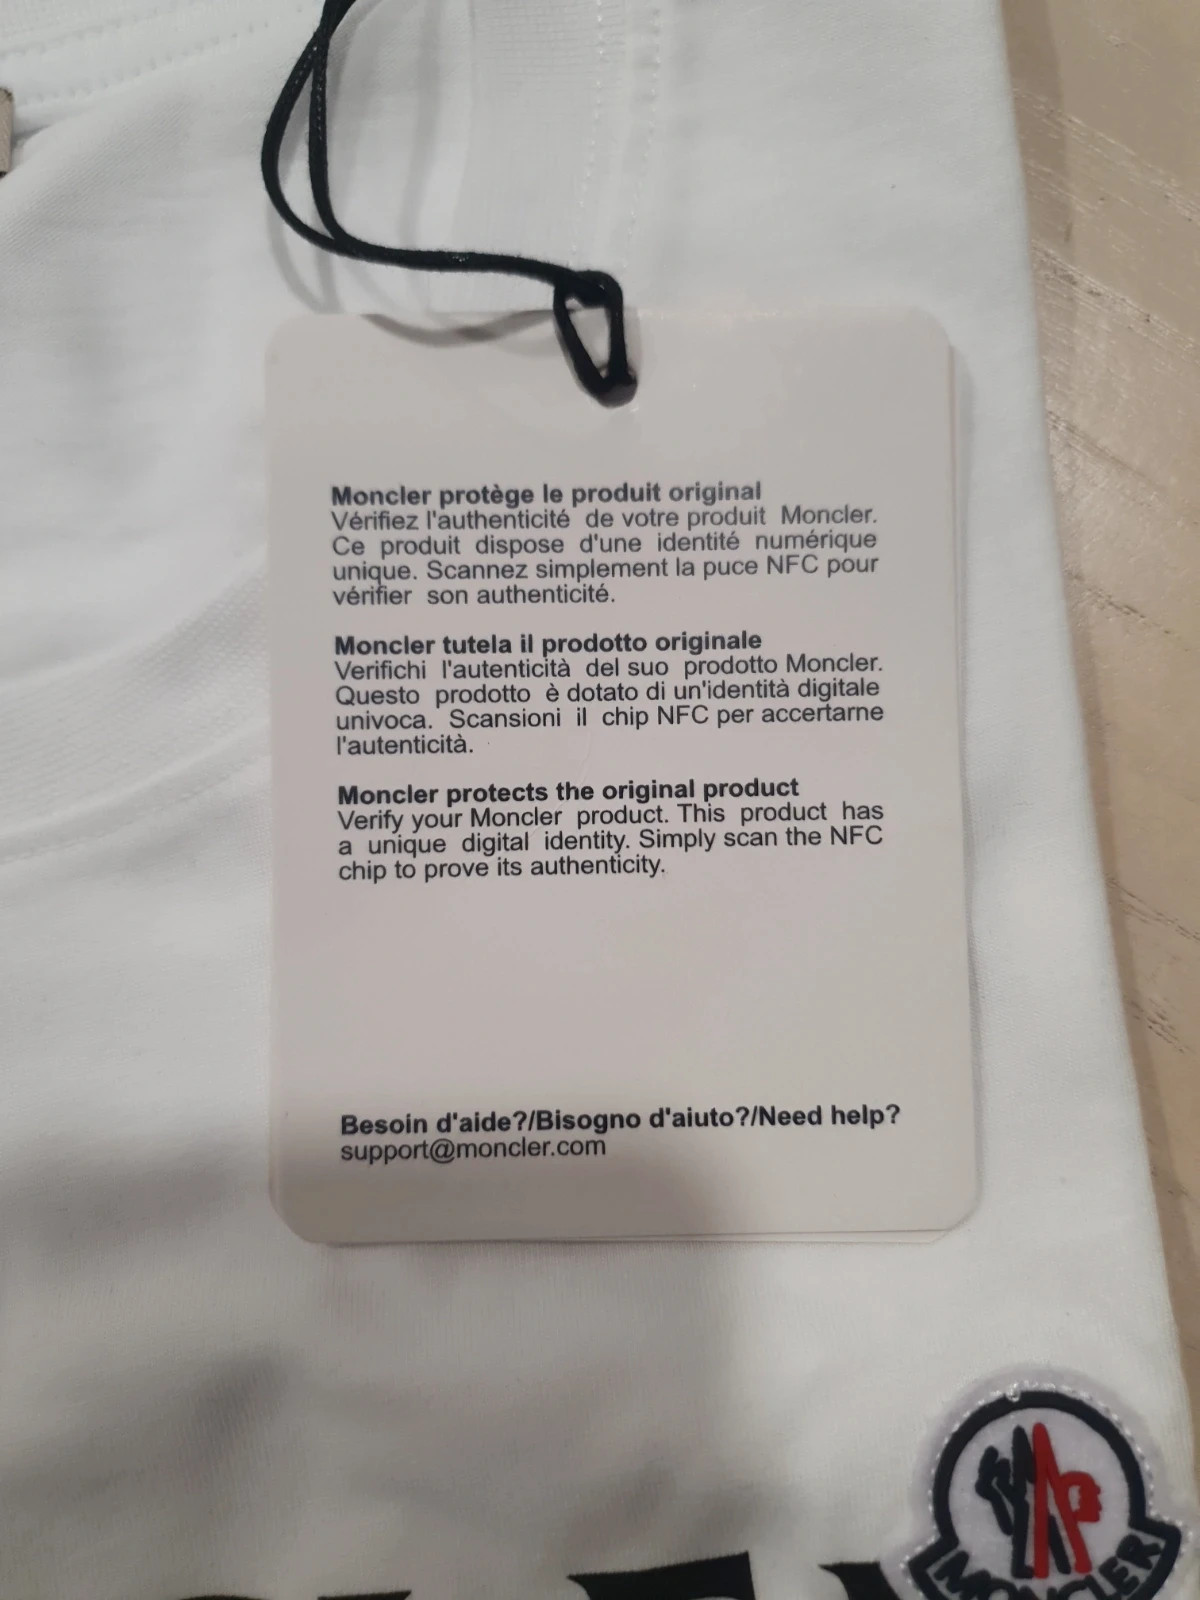 Moncler protège le produit original
Vérifiez l'authenticité de votre produit Moncler.
Ce produit dispose d'une identité numérique
unique. Scannez simplement la puce NFC pour
vérifier son authenticité.
Moncler tutela il prodotto originale
Verifichi l'autenticità del suo prodotto Moncler.
Questo prodotto è dotato di un'identità digitale
univoca. Scansioni il chip NFC per accertarne
l'autenticità.
Moncler protects the original product
Verify your Moncler product. This product has
a unique digital identity. Simply scan the NFC
chip to prove its authenticity.
Besoin d'aide?/Bisogno d'aiuto?/Need help?
support@moncler.com
MONCLER